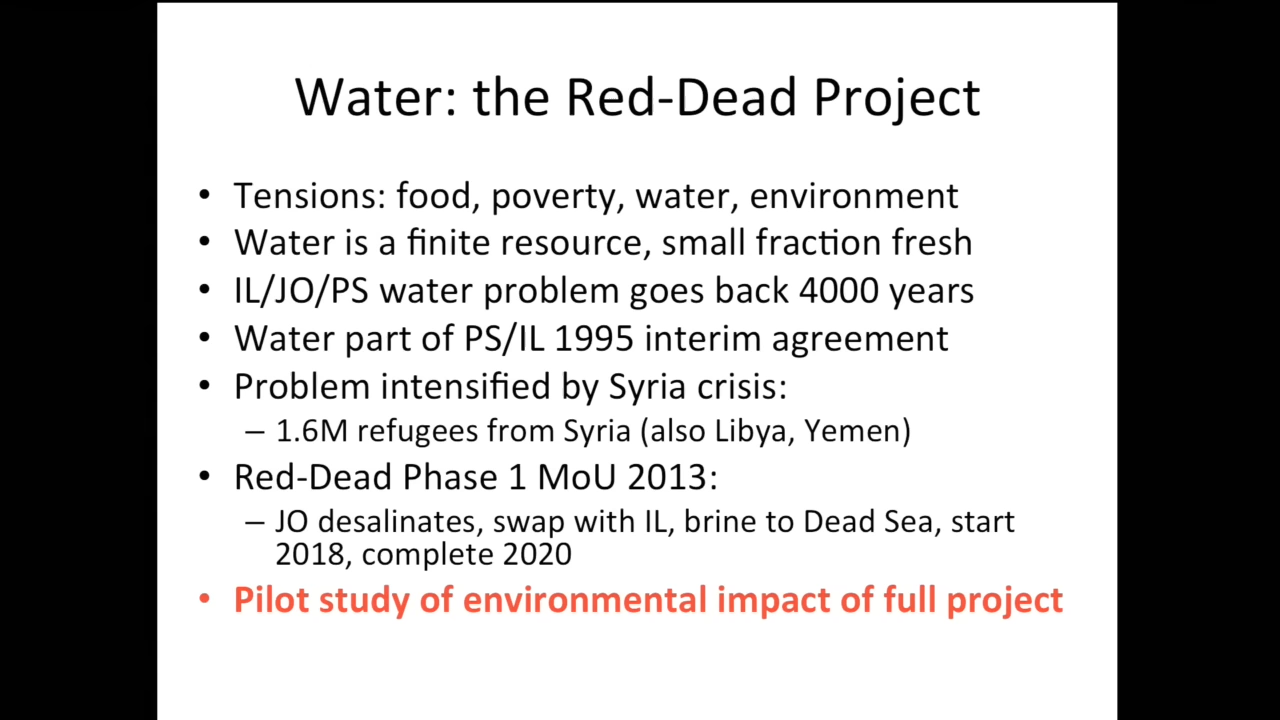 Water: the Red-Dead Project
• Tensions: food, poverty, water, environment
• Water is a finite resource, small fraction fresh
• IL/JO/PS water problem goes back 4000 years
• Water part of PS/IL 1995 interim agreement
• Problem intensified by Syria crisis:
– 1.6M refugees from Syria (also Libya, Yemen)
• Red-Dead Phase 1 MoU 2013:
– JO desalinates, swap with IL, brine to Dead Sea, start
2018, complete 2020
• Pilot study of environmental impact of full project